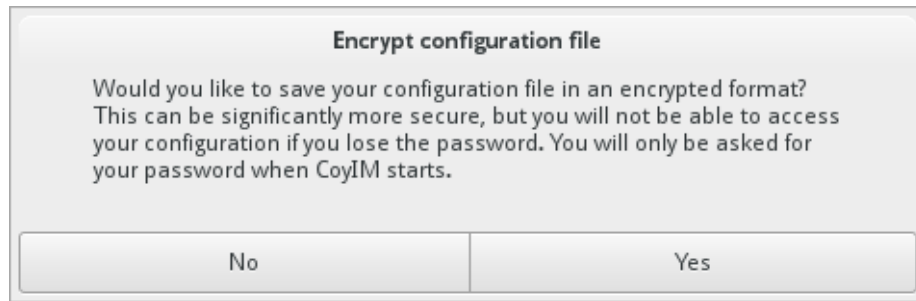 Encrypt configuration file
Would you like to save your configuration file in an encrypted format?
This can be significantly more secure, but you will not be able to access
your configuration if you lose the password. You will only be asked for
your password when CoyIM starts.
No
Yes